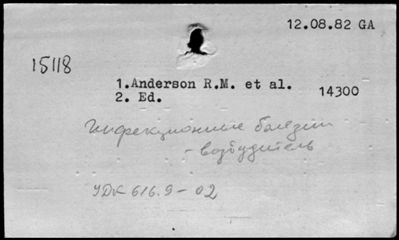 12.08.82 GA
15118
1.Anderson R.M. et al.
14300
2. Ed.
Инфекционные болезни
- возбудитель
УДК 616.9-02